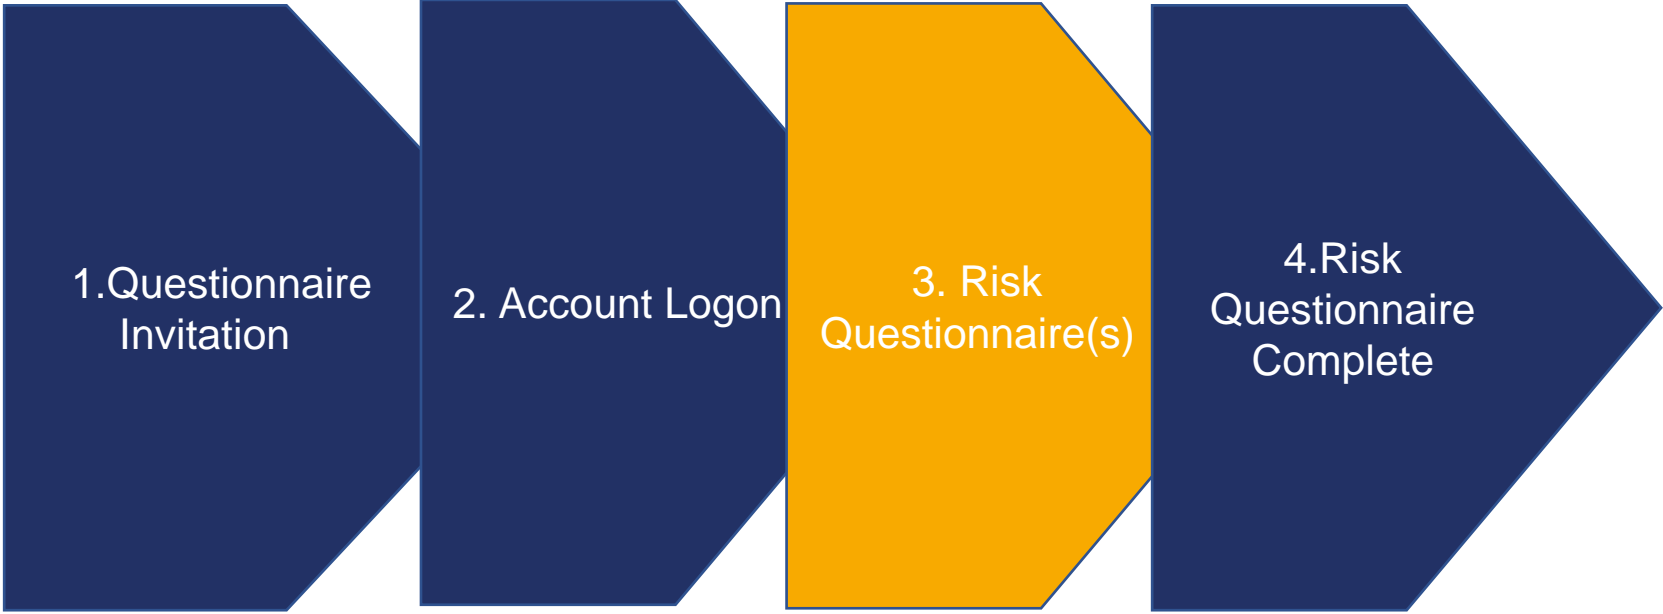 1.Questionnaire
Invitation
2. Account Logon
3. Risk
Questionnaire(s)
4.Risk
Questionnaire
Complete